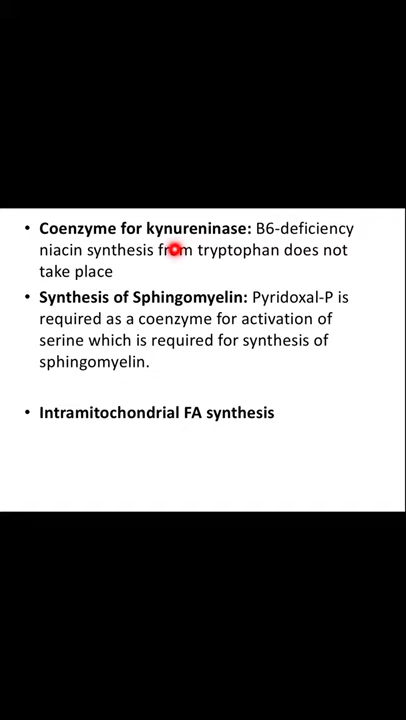 • Coenzyme for kynureninase: B6-deficiency
niacin synthesis from tryptophan does not
take place
• Synthesis of Sphingomyelin: Pyridoxal-P is
required as a coenzyme for activation of
serine which is required for synthesis of
sphingomyelin.
• Intramitochondrial FA synthesis